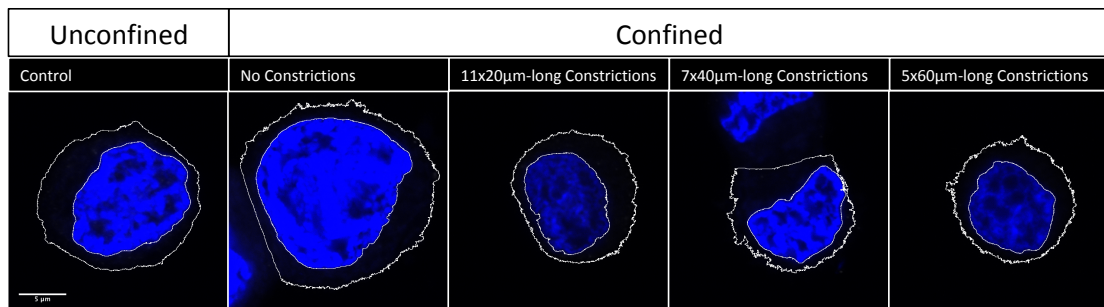 Unconfined
Confined
Control
No Constrictions
11x20µm-long Constrictions
7x40µm-long Constrictions
5x60µm-long Constrictions
5 µm